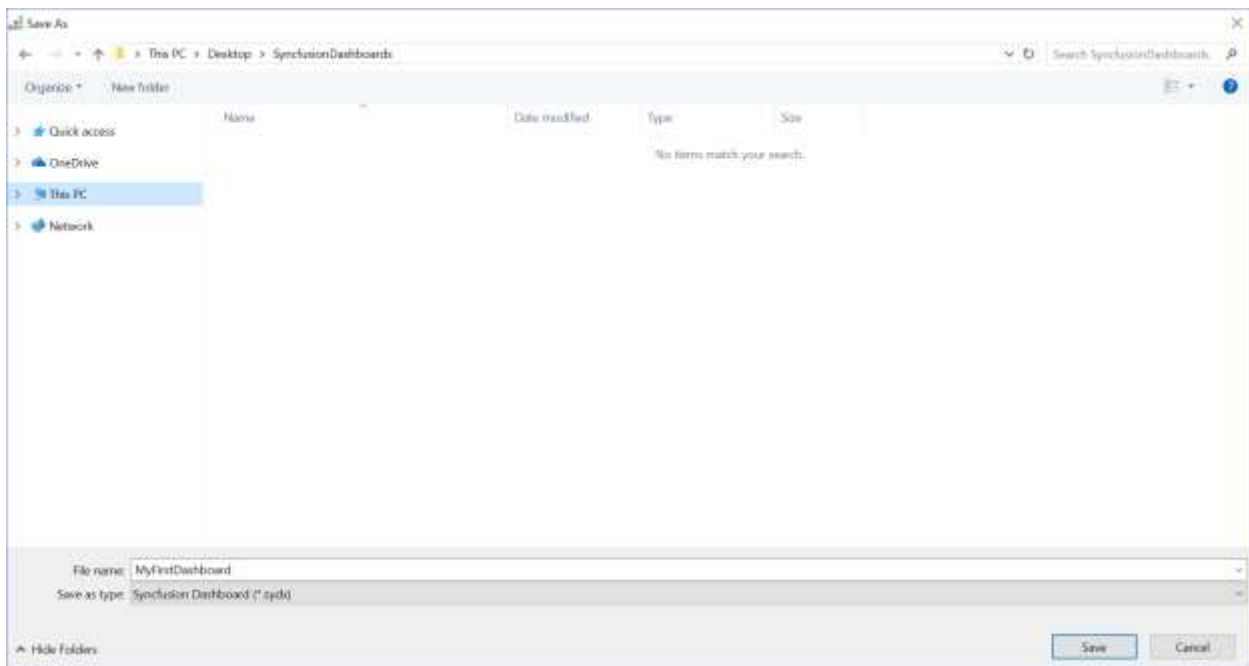 Save As
This PC > Desktop > SyncfusionDashboards
Search SyncfusionDashboards
Organize
New folder
Name
Date modified
Type
Size
Quick access
No items match your search.
OneDrive
This PC
Network
File name: MyFirstDashboard
Save as type: Syncfusion Dashboard (*.sydx)
Hide Folders
Save
Cancel